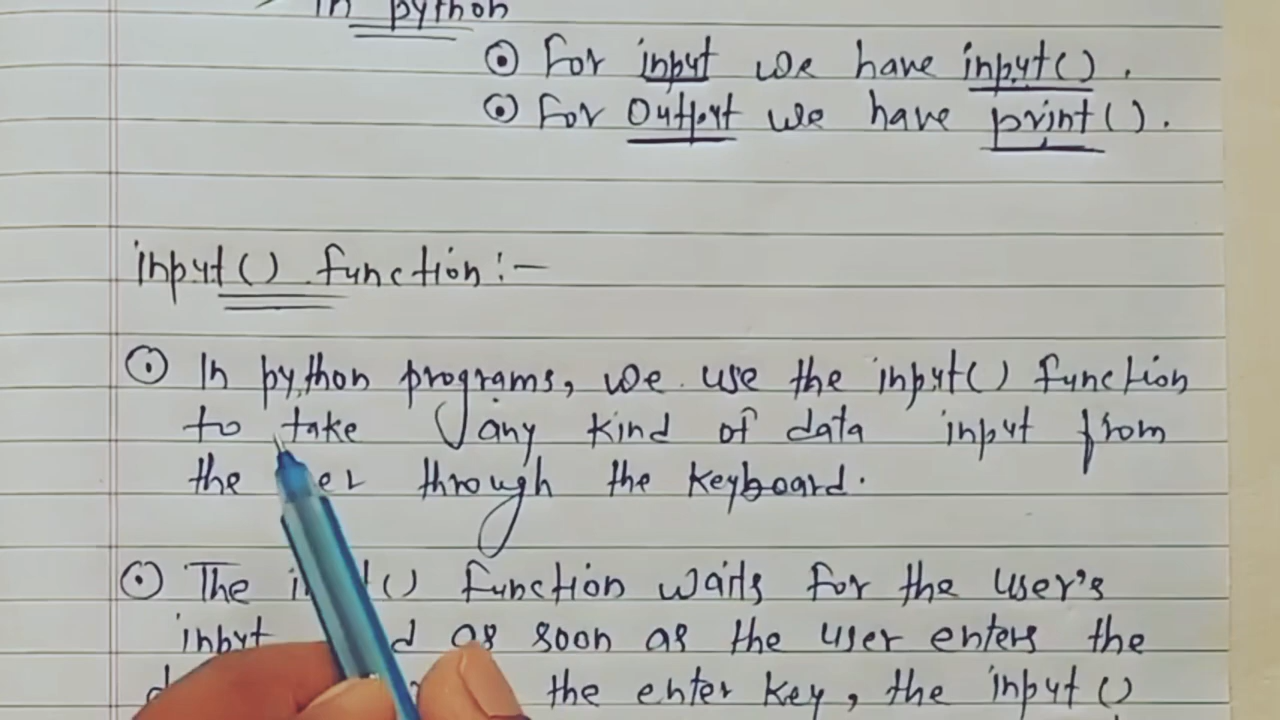 In python
⊙ For input we have input().
⊙ For Output we have print().
input() function:-
⊙ In python programs, we use the input() function
to take any kind of data input from
the through the keyboard.
⊙ The function waits for the user's
input as soon as the user enters the
the enter key, the input()